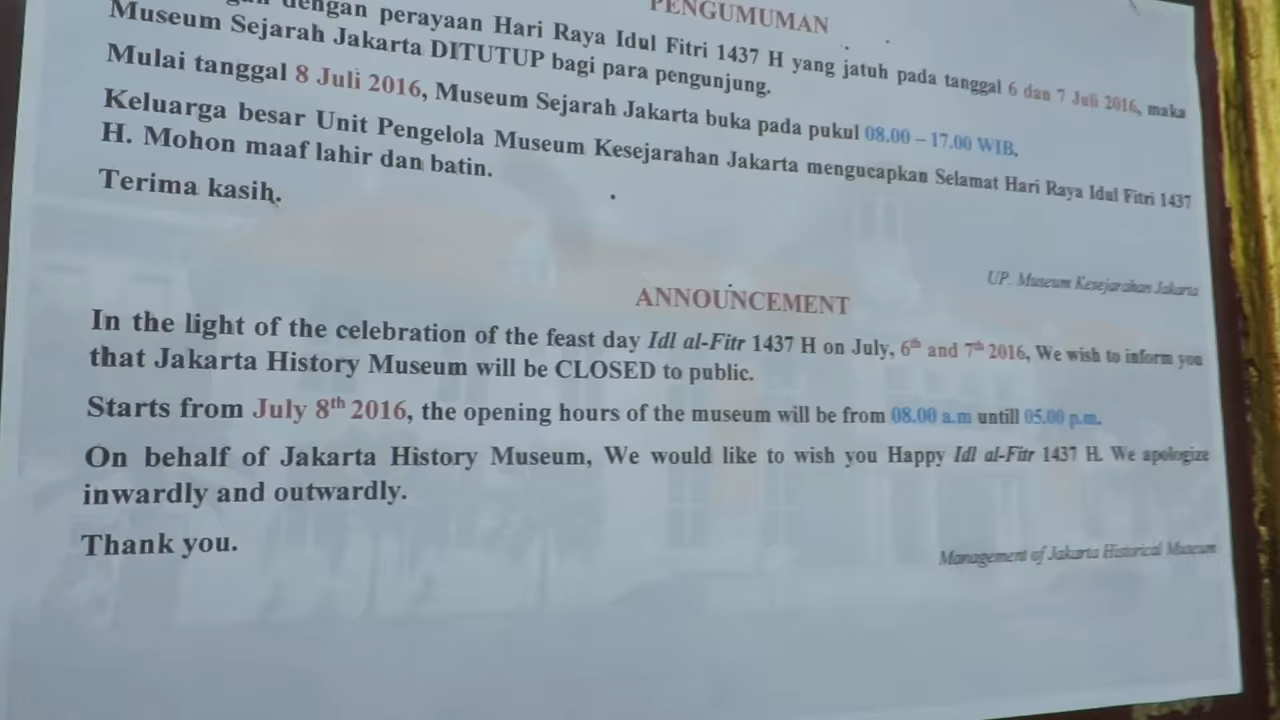 PENGUMUMAN
dengan perayaan Hari Raya Idul Fitri 1437 H yang jatuh pada tanggal 6 dan 7 Juli 2016, maka
Museum Sejarah Jakarta DITUTUP bagi para pengunjung.
Mulai tanggal 8 Juli 2016, Museum Sejarah Jakarta buka pada pukul 08.00 – 17.00 WIB.
Keluarga besar Unit Pengelola Museum Kesejarahan Jakarta mengucapkan Selamat Hari Raya Idul Fitri 1437
H. Mohon maaf lahir dan batin.
Terima kasih.
UP. Museum Kesejarahan Jakarta
ANNOUNCEMENT
In the light of the celebration of the feast day Idl al-Fitr 1437 H on July, 6th and 7th 2016, We wish to inform you
that Jakarta History Museum will be CLOSED to public.
Starts from July 8th 2016, the opening hours of the museum will be from 08.00 a.m untill 05.00 p.m.
On behalf of Jakarta History Museum, We would like to wish you Happy Idl al-Fitr 1437 H. We apologize
inwardly and outwardly.
Thank you.
Management of Jakarta Historical Museum